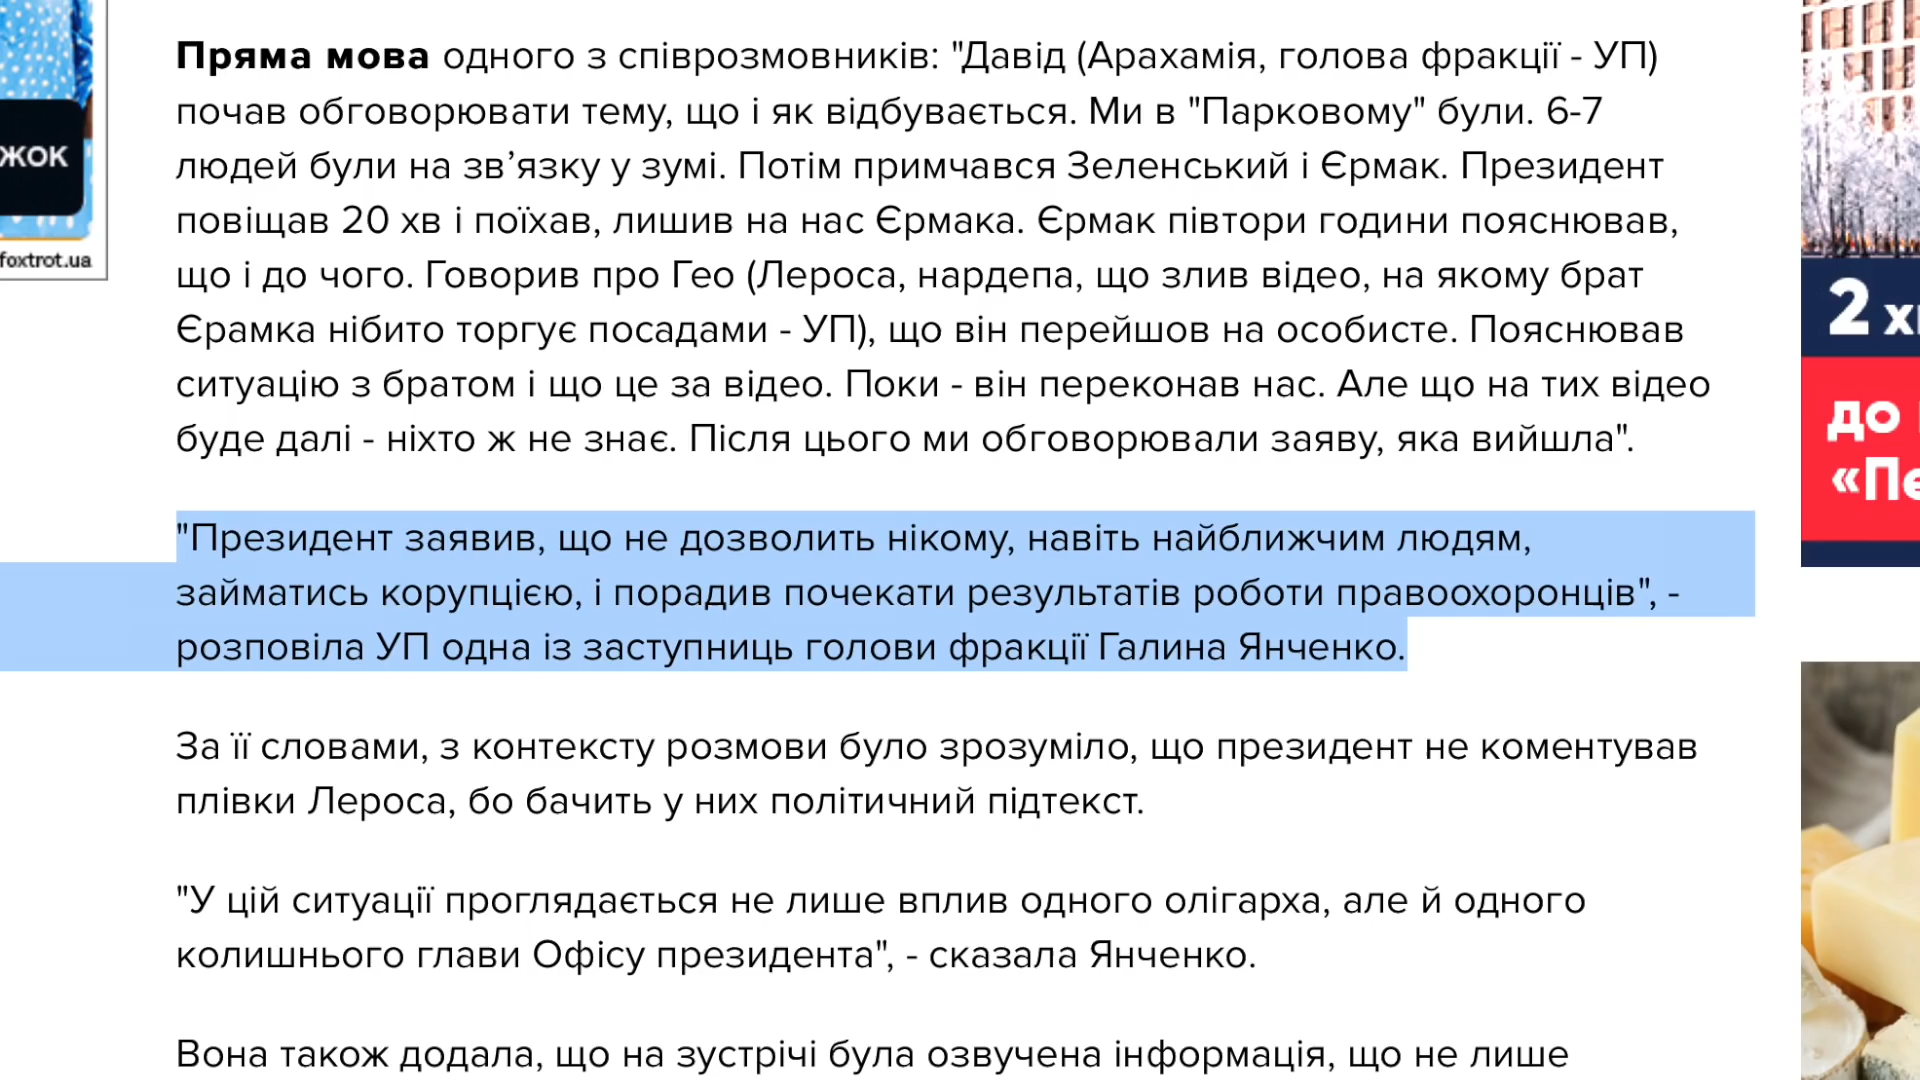 Пряма мова одного з співрозмовників: "Давід (Арахамія, голова фракції - УП)
почав обговорювати тему, що і як відбувається. Ми в "Парковому" були. 6-7
людей були на зв’язку у зумі. Потім примчався Зеленський і Єрмак. Президент
повіщав 20 хв і поїхав, лишив на нас Єрмака. Єрмак півтори години пояснював,
що і до чого. Говорив про Гео (Лероса, нардепа, що злив відео, на якому брат
Єрамка нібито торгує посадами - УП), що він перейшов на особисте. Пояснював
ситуацію з братом і що це за відео. Поки - він переконав нас. Але що на тих відео
буде далі - ніхто ж не знає. Після цього ми обговорювали заяву, яка вийшла".
"Президент заявив, що не дозволить нікому, навіть найближчим людям,
займатись корупцією, і порадив почекати результатів роботи правоохоронців", -
розповіла УП одна із заступниць голови фракції Галина Янченко.
За її словами, з контексту розмови було зрозуміло, що президент не коментував
плівки Лероса, бо бачить у них політичний підтекст.
"У цій ситуації проглядається не лише вплив одного олігарха, але й одного
колишнього глави Офісу президента", - сказала Янченко.
Вона також додала, що на зустрічі була озвучена інформація, що не лише
жок
foxtrot.ua
2 х
до
«Пе